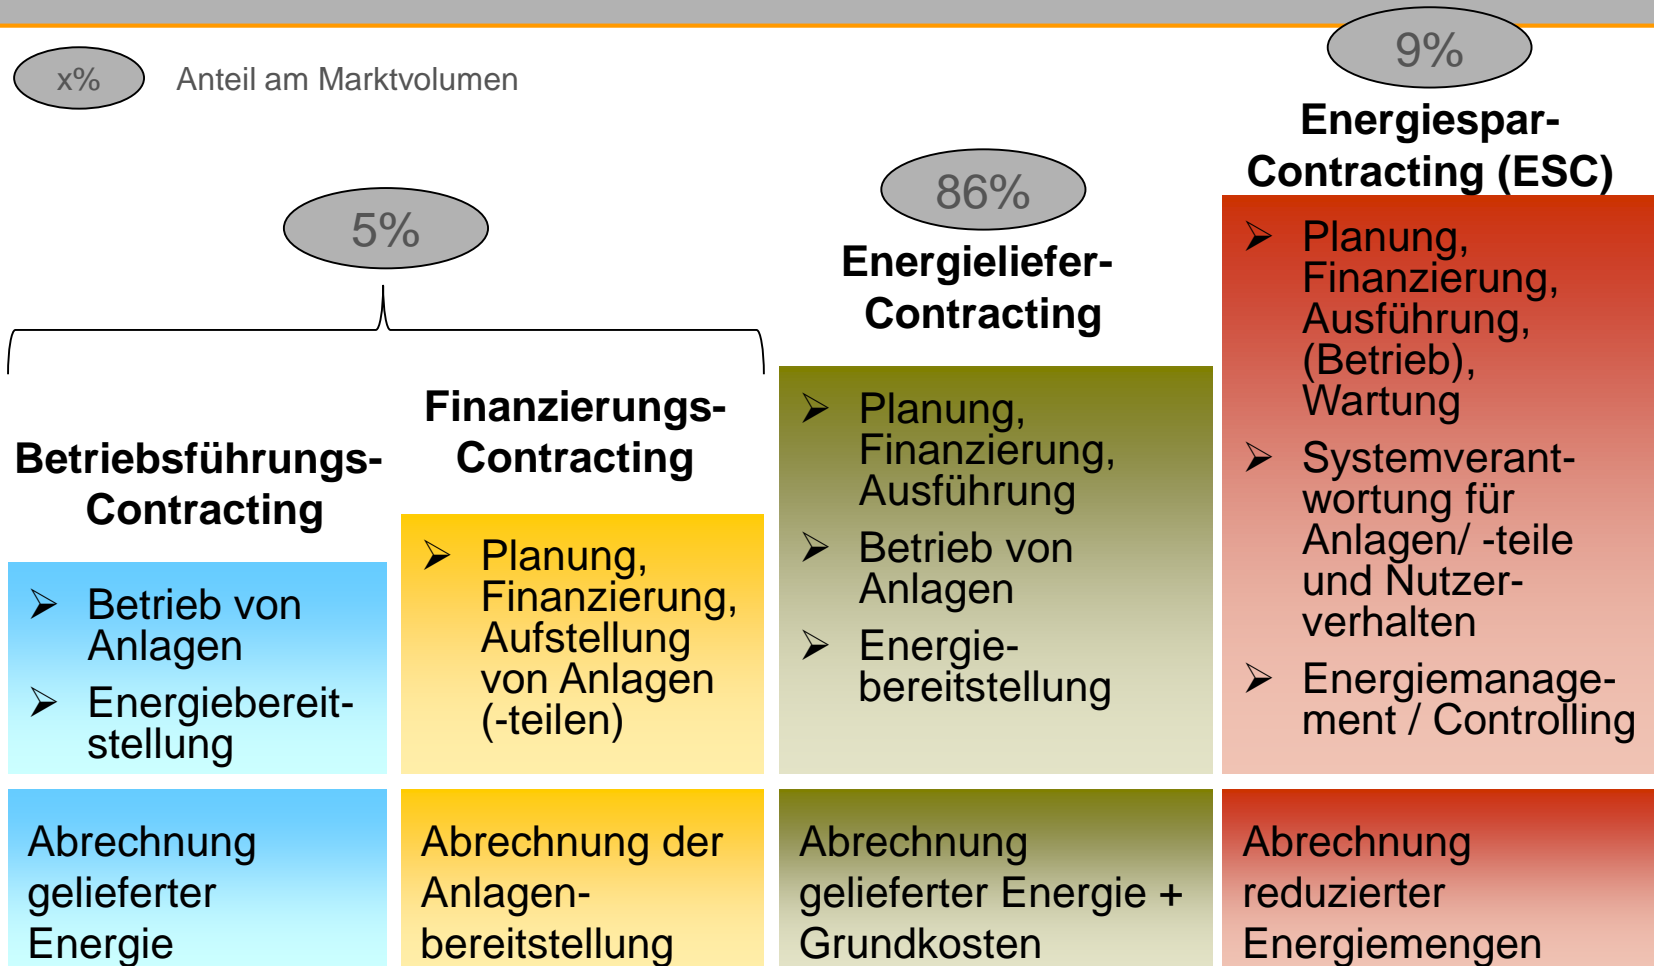 x%
Anteil am Marktvolumen
5%
Betriebsführungs-
Contracting
➢ Betrieb von
Anlagen
➢ Energiebereit-
stellung
Abrechnung
gelieferter
Energie
Finanzierungs-
Contracting
➢ Planung,
Finanzierung,
Aufstellung
von Anlagen
(-teilen)
Abrechnung der
Anlagen-
bereitstellung
86%
Energieliefer-
Contracting
➢ Planung,
Finanzierung,
Ausführung
➢ Betrieb von
Anlagen
➢ Energie-
bereitstellung
Abrechnung
gelieferter Energie +
Grundkosten
9%
Energiespar-
Contracting (ESC)
➢ Planung,
Finanzierung,
Ausführung,
(Betrieb),
Wartung
➢ Systemverant-
wortung für
Anlagen/ -teile
und Nutzer-
verhalten
➢ Energiemanage-
ment / Controlling
Abrechnung
reduzierter
Energiemengen